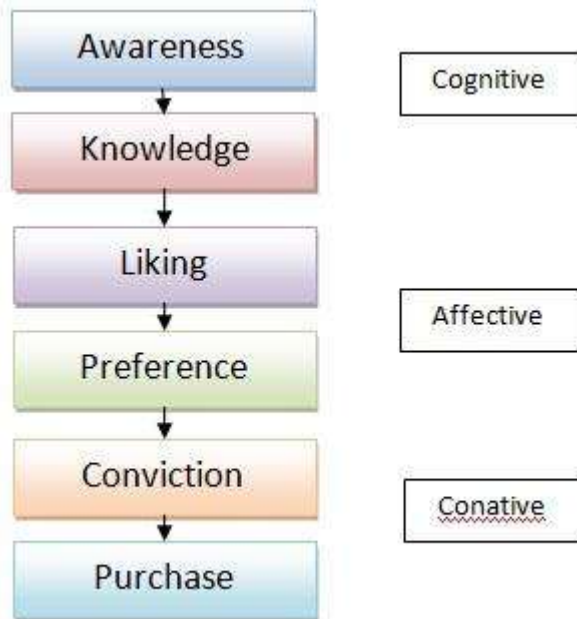 Awareness
Cognitive
Knowledge
Liking
Affective
Preference
Conviction
Conative
Purchase